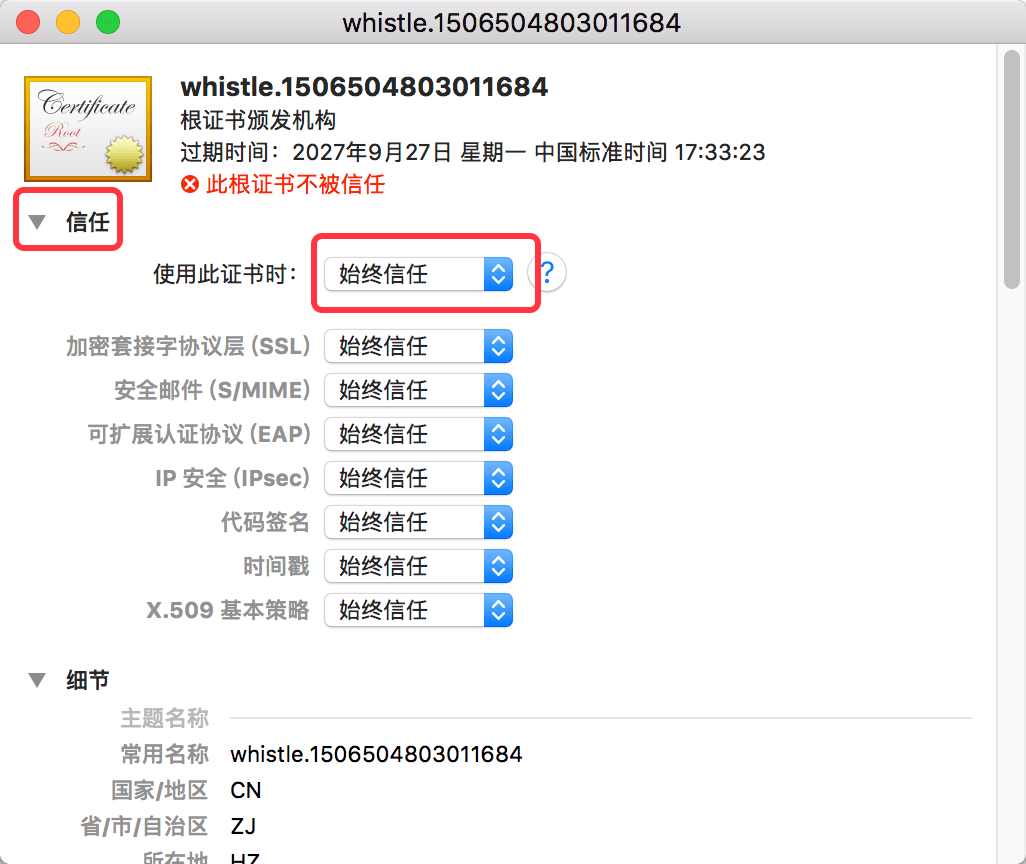 whistle.1506504803011684
Certificate
Root
whistle.1506504803011684
根证书颁发机构
过期时间：2027年9月27日 星期一 中国标准时间 17:33:23
此根证书不被信任
信任
使用此证书时： 始终信任 ?
加密套接字协议层 (SSL) 始终信任
安全邮件 (S/MIME) 始终信任
可扩展认证协议 (EAP) 始终信任
IP 安全 (IPsec) 始终信任
代码签名 始终信任
时间戳 始终信任
X.509 基本策略 始终信任
细节
主题名称
常用名称 whistle.1506504803011684
国家/地区 CN
省/市/自治区 ZJ
所在地 HZ